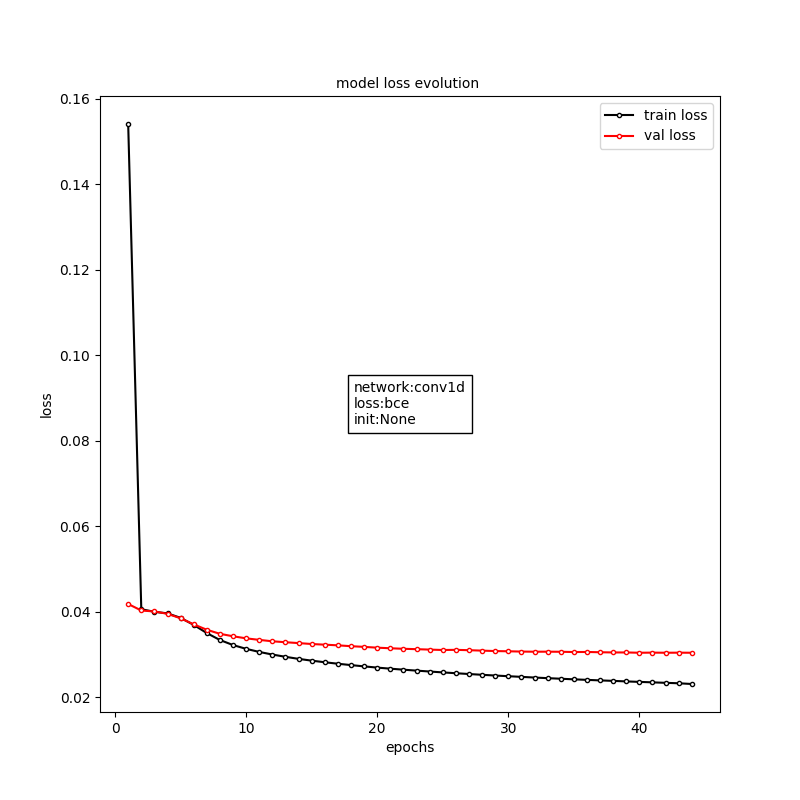 model loss evolution
train loss
val loss
0.16
0.14
0.12
0.10
0.08
0.06
0.04
0.02
loss
network:conv1d
loss:bce
init:None
0
10
20
30
40
epochs